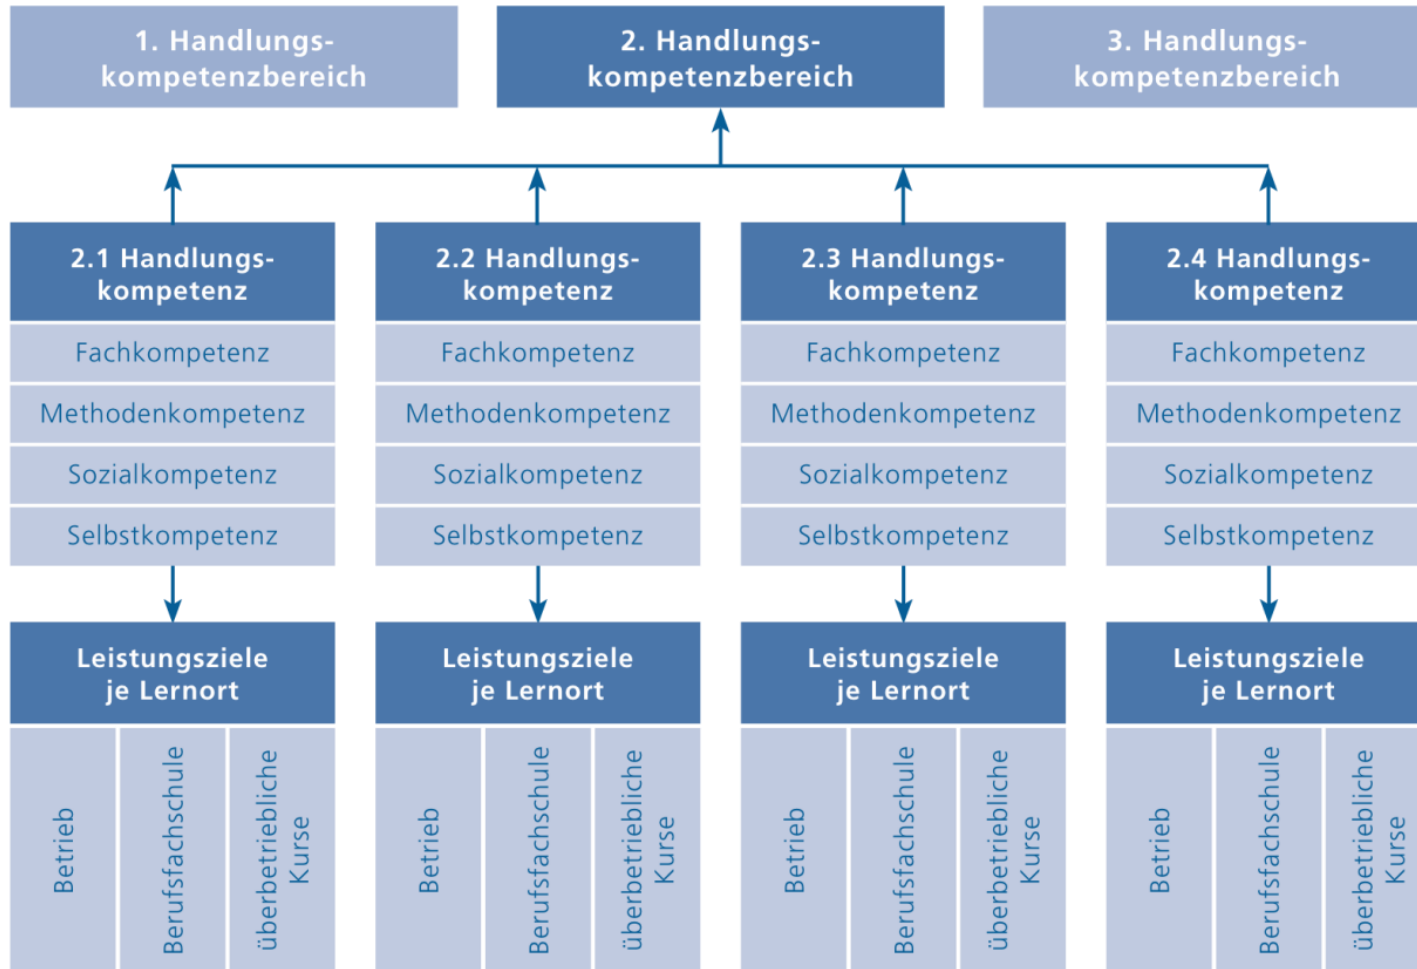 1. Handlungs-
kompetenzbereich
2. Handlungs-
kompetenzbereich
3. Handlungs-
kompetenzbereich
2.1 Handlungs-
kompetenz
Fachkompetenz
Methodenkompetenz
Sozialkompetenz
Selbstkompetenz
Leistungsziele
je Lernort
Betrieb
Berufsfachschule
überbetriebliche
Kurse
2.2 Handlungs-
kompetenz
Fachkompetenz
Methodenkompetenz
Sozialkompetenz
Selbstkompetenz
Leistungsziele
je Lernort
Betrieb
Berufsfachschule
überbetriebliche
Kurse
2.3 Handlungs-
kompetenz
Fachkompetenz
Methodenkompetenz
Sozialkompetenz
Selbstkompetenz
Leistungsziele
je Lernort
Betrieb
Berufsfachschule
überbetriebliche
Kurse
2.4 Handlungs-
kompetenz
Fachkompetenz
Methodenkompetenz
Sozialkompetenz
Selbstkompetenz
Leistungsziele
je Lernort
Betrieb
Berufsfachschule
überbetriebliche
Kurse